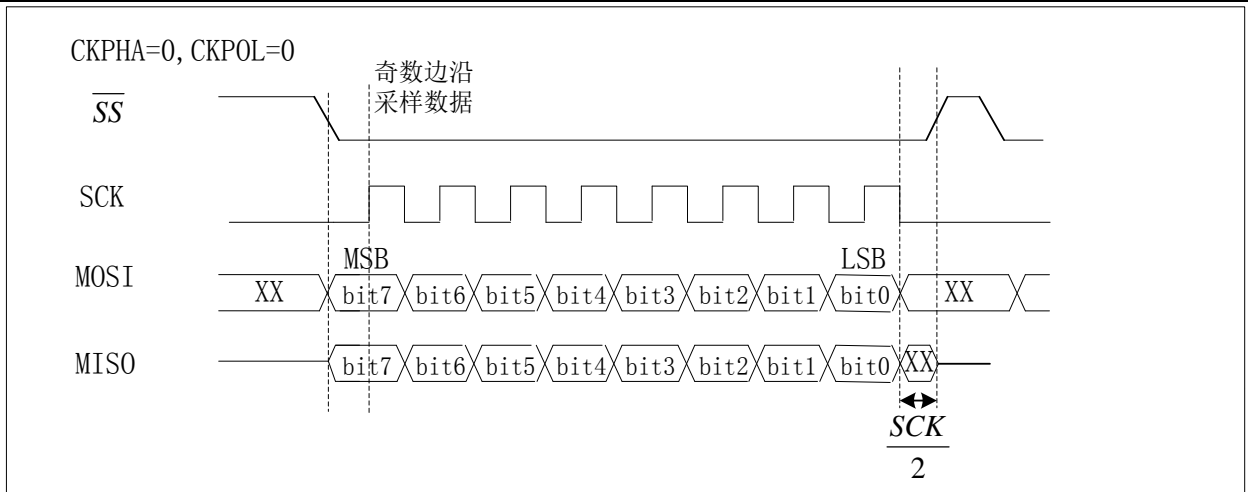 CKPHA=0, CKPOL=0
奇数边沿
采样数据
SS
SCK
MSB
LSB
MOSI
XX bit7 bit6 bit5 bit4 bit3 bit2 bit1 bit0 XX
MISO
bit7 bit6 bit5 bit4 bit3 bit2 bit1 bit0 XX
SCK
2